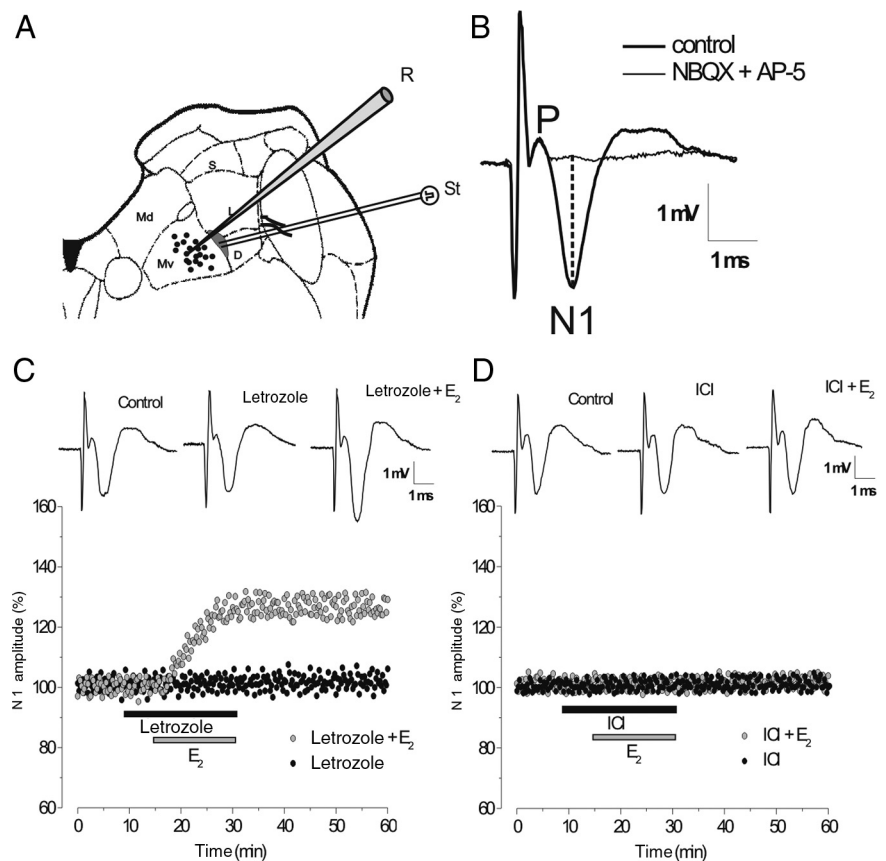 A
R
St
S
Md
L
Mv
D
B
control
NBQX + AP-5
P
N1
1 mV
1 ms
C
Control
Letrozole
Letrozole + E2
1 mV
1 ms
160
140
120
100
80
60
N1 amplitude (%)
Letrozole
E2
Letrozole + E2
Letrozole
0 10 20 30 40 50 60
Time (min)
D
Control
ICI
ICI + E2
1 mV
1 ms
160
140
120
100
80
60
N1 amplitude (%)
ICI
E2
ICI + E2
ICI
0 10 20 30 40 50 60
Time (min)